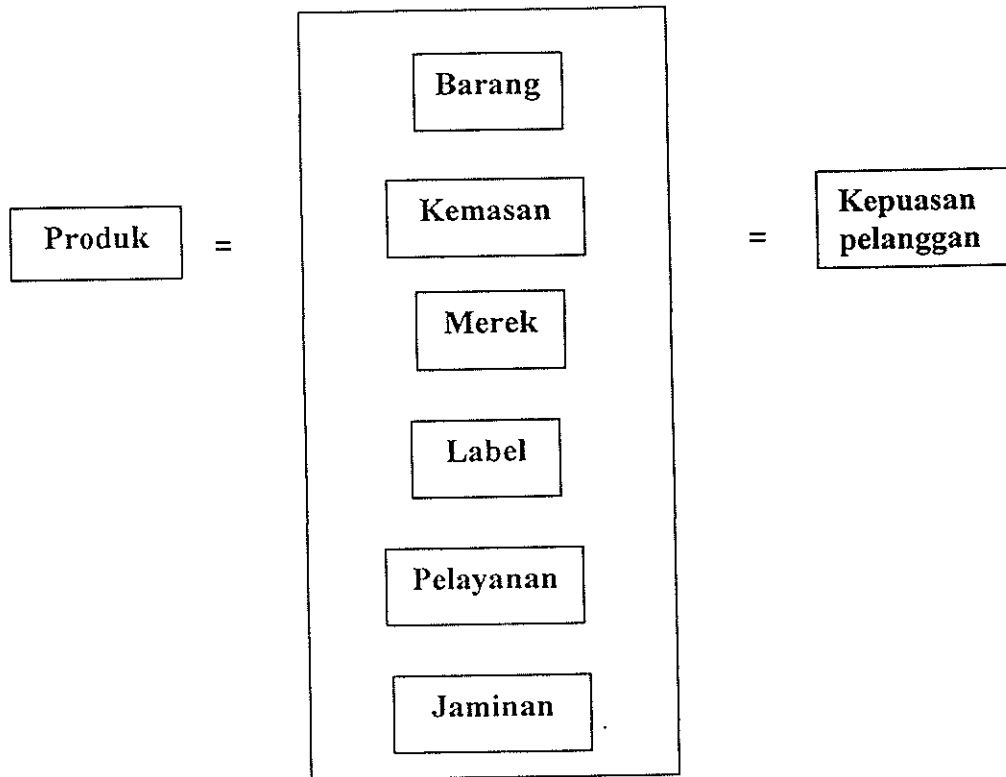 Barang
Kemasan
Produk
=
=
Kepuasan
pelanggan
Merek
Label
Pelayanan
Jaminan